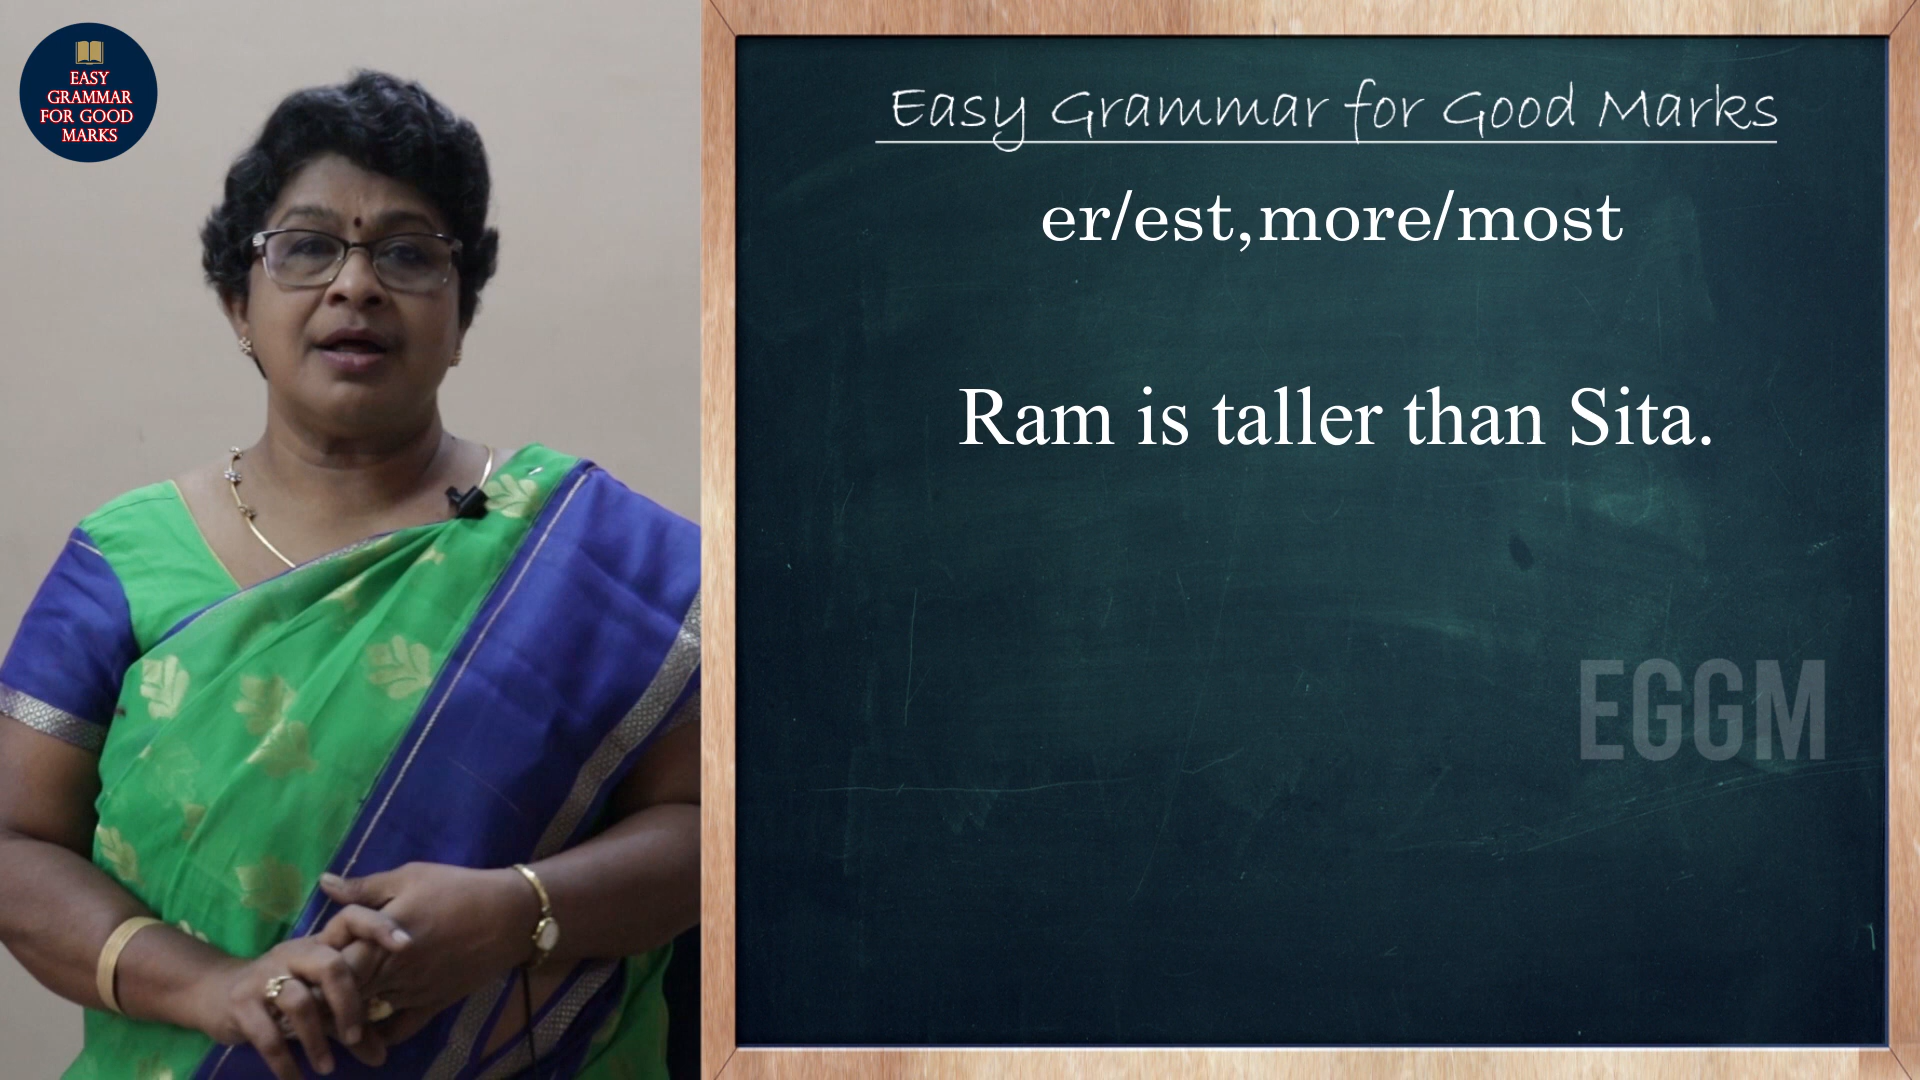 EASY
GRAMMAR
FOR GOOD
MARKS
Easy Grammar for Good Marks
er/est,more/most
Ram is taller than Sita.
EGGM